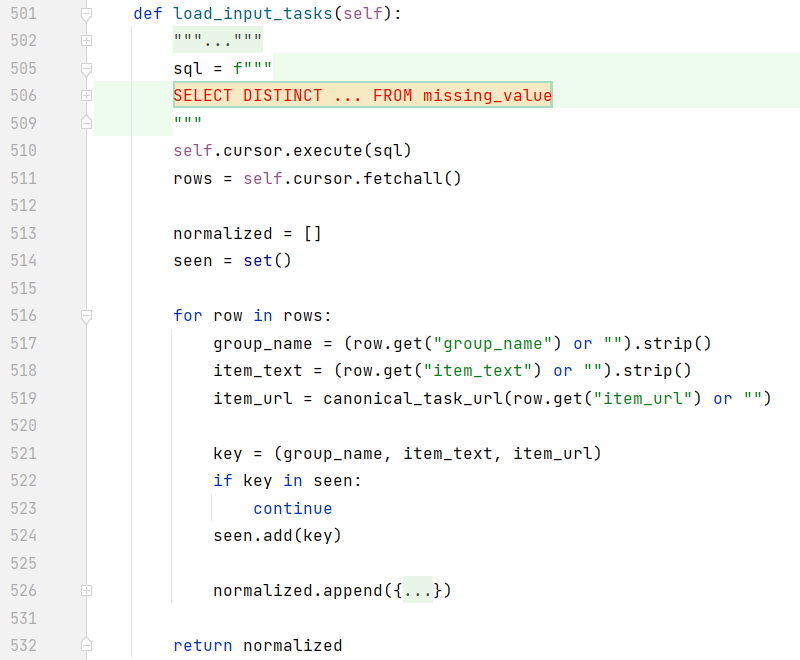 501 def load_input_tasks(self):
502 """..."""
505 sql = f"""
506 SELECT DISTINCT ... FROM missing_value
509 """
510 self.cursor.execute(sql)
511 rows = self.cursor.fetchall()
512
513 normalized = []
514 seen = set()
515
516 for row in rows:
517 group_name = (row.get("group_name") or "").strip()
518 item_text = (row.get("item_text") or "").strip()
519 item_url = canonical_task_url(row.get("item_url") or "")
520
521 key = (group_name, item_text, item_url)
522 if key in seen:
523 continue
524 seen.add(key)
525
526 normalized.append({...})
531
532 return normalized